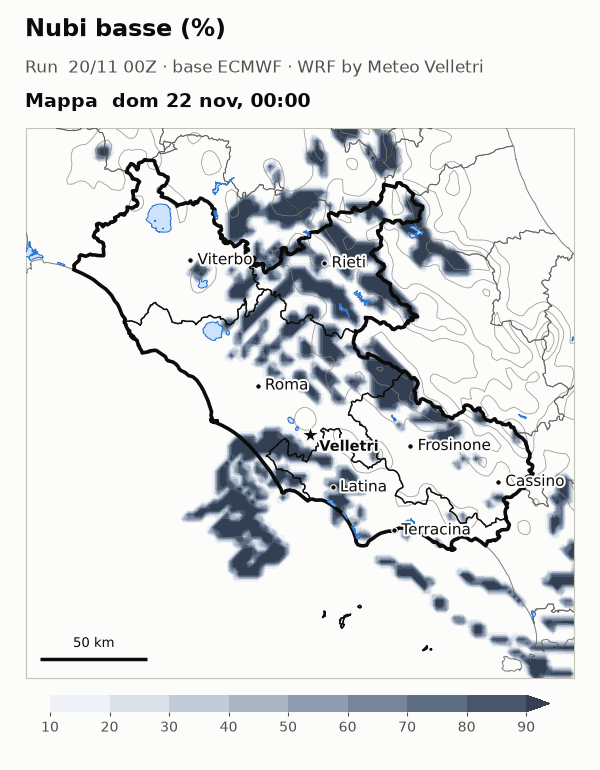 Nubi basse (%)
Run  20/11 00Z · base ECMWF · WRF by Meteo Velletri
Mappa  dom 22 nov, 00:00
Viterbo
Rieti
Roma
Velletri
Frosinone
Latina
Cassino
Terracina
50 km
10 20 30 40 50 60 70 80 90